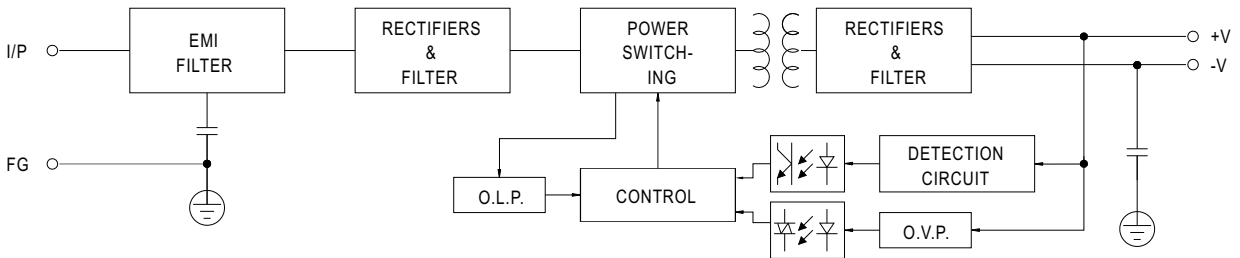 I/P
EMI
FILTER
RECTIFIERS
&
FILTER
POWER
SWITCH-
ING
RECTIFIERS
&
FILTER
+V
-V
FG
O.L.P.
CONTROL
DETECTION
CIRCUIT
O.V.P.